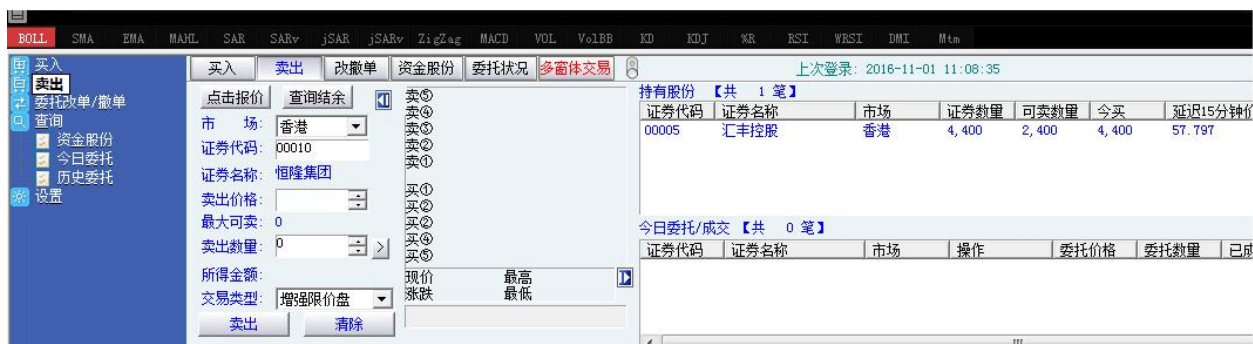 BOLL SMA EMA MAHL SAR SARv jSAR jSARv ZigZag MACD VOL VolBB KD KDJ %R RSI WRSI DMI Mtm
买入
卖出
委托改单/撤单
查询
资金股份
今日委托
历史委托
设置
买入 卖出 改撤单 资金股份 委托状况 多窗体交易
上次登录: 2016-11-01 11:08:35
点击报价 查询结余
市 场: 香港
证券代码: 00010
证券名称: 恒隆集团
卖出价格:
最大可卖: 0
卖出数量: 0
所得金额:
交易类型: 增强限价盘
卖出 清除
卖⑤
卖④
卖③
卖②
卖①
买①
买②
买②
买④
买⑤
现价 最高
涨跌 最低
持有股份 【共 1 笔】
证券代码 证券名称 市场 证券数量 可卖数量 今买 延迟15分钟价
00005 汇丰控股 香港 4,400 2,400 4,400 57.797
今日委托/成交 【共 0 笔】
证券代码 证券名称 市场 操作 委托价格 委托数量 已成